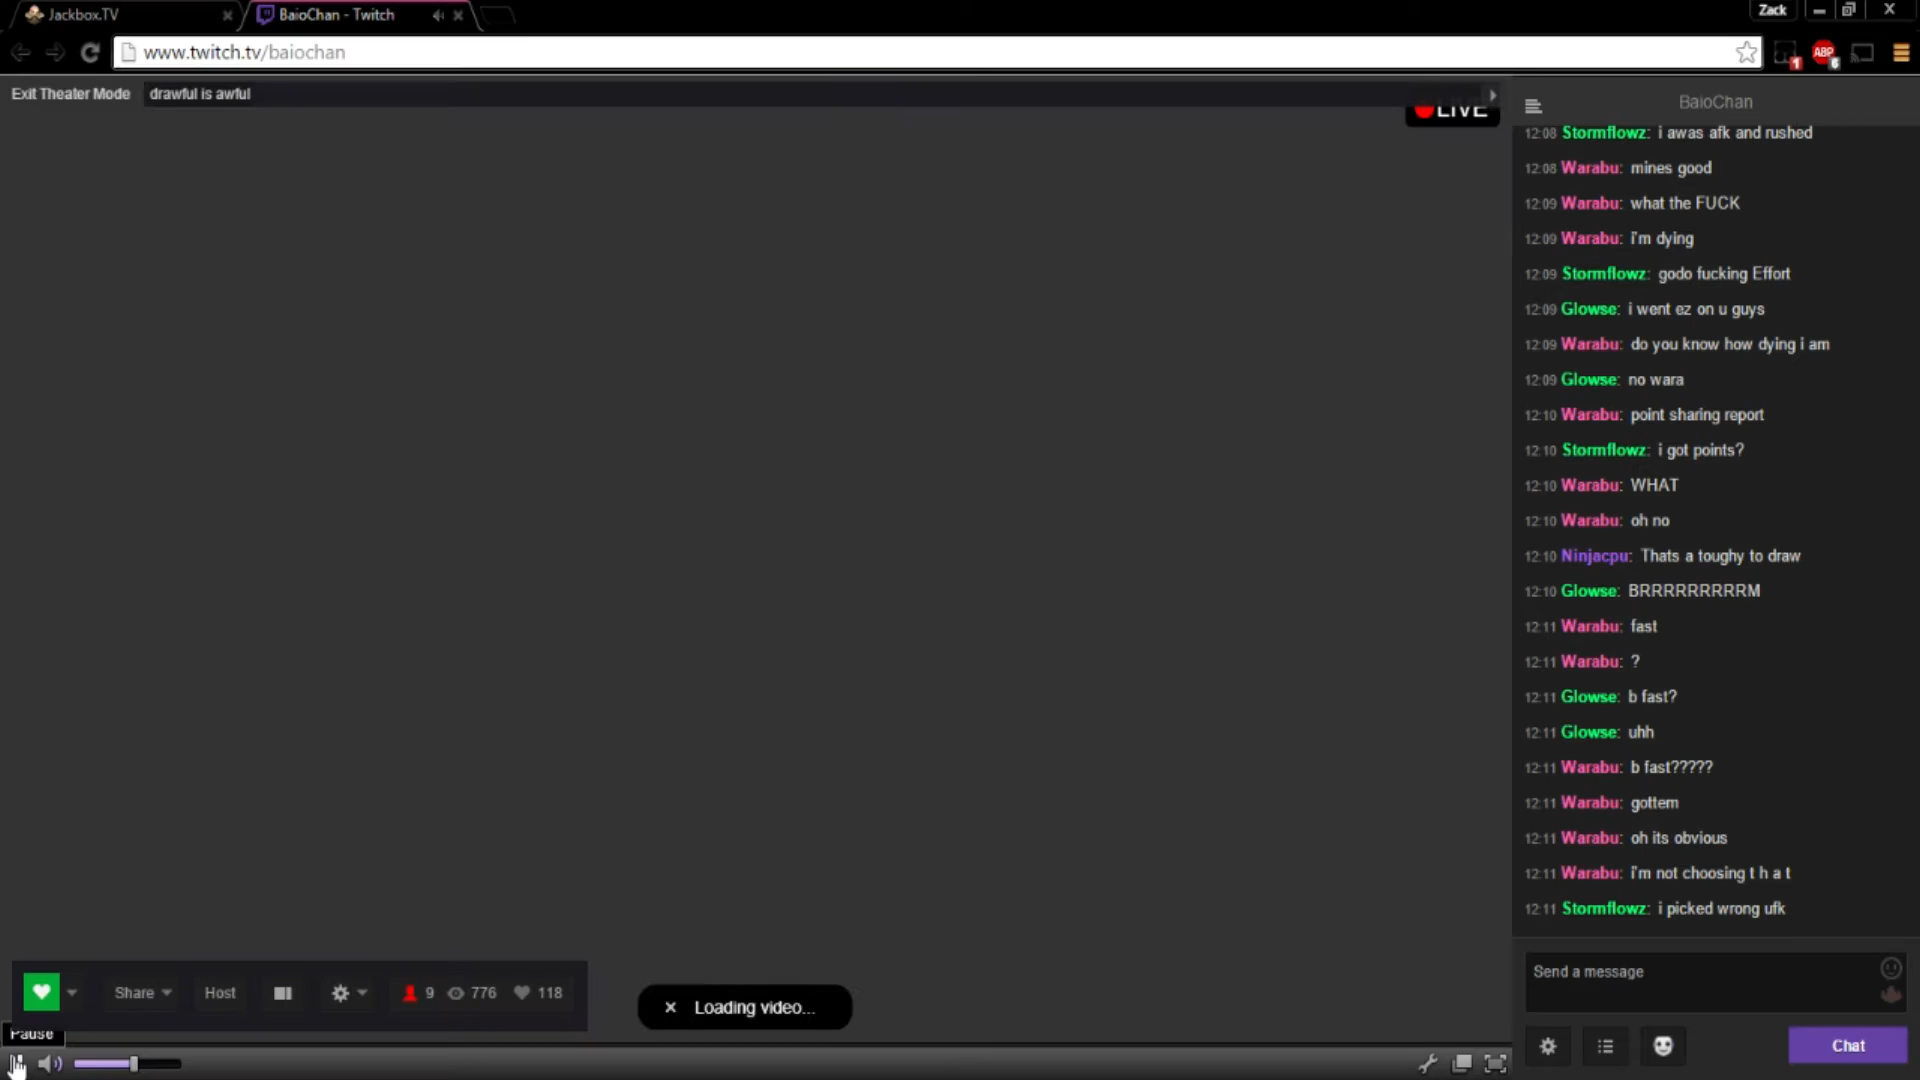 Jackbox.TV
BaioChan - Twitch
Zack
www.twitch.tv/baiochan
ABP
1
6
Exit Theater Mode
drawful is awful
LIVE
BaioChan
12:08 Stormflowz: i awas afk and rushed
12:08 Warabu: mines good
12:09 Warabu: what the FUCK
12:09 Warabu: i'm dying
12:09 Stormflowz: godo fucking Effort
12:09 Glowse: i went ez on u guys
12:09 Warabu: do you know how dying i am
12:09 Glowse: no wara
12:10 Warabu: point sharing report
12:10 Stormflowz: i got points?
12:10 Warabu: WHAT
12:10 Warabu: oh no
12:10 Ninjacpu: Thats a toughy to draw
12:10 Glowse: BRRRRRRRRRRM
12:11 Warabu: fast
12:11 Warabu: ?
12:11 Glowse: b fast?
12:11 Glowse: uhh
12:11 Warabu: b fast?????
12:11 Warabu: gottem
12:11 Warabu: oh its obvious
12:11 Warabu: i'm not choosing t h a t
12:11 Stormflowz: i picked wrong ufk
Send a message
Share
Host
9
776
118
Loading video...
Pause
Chat